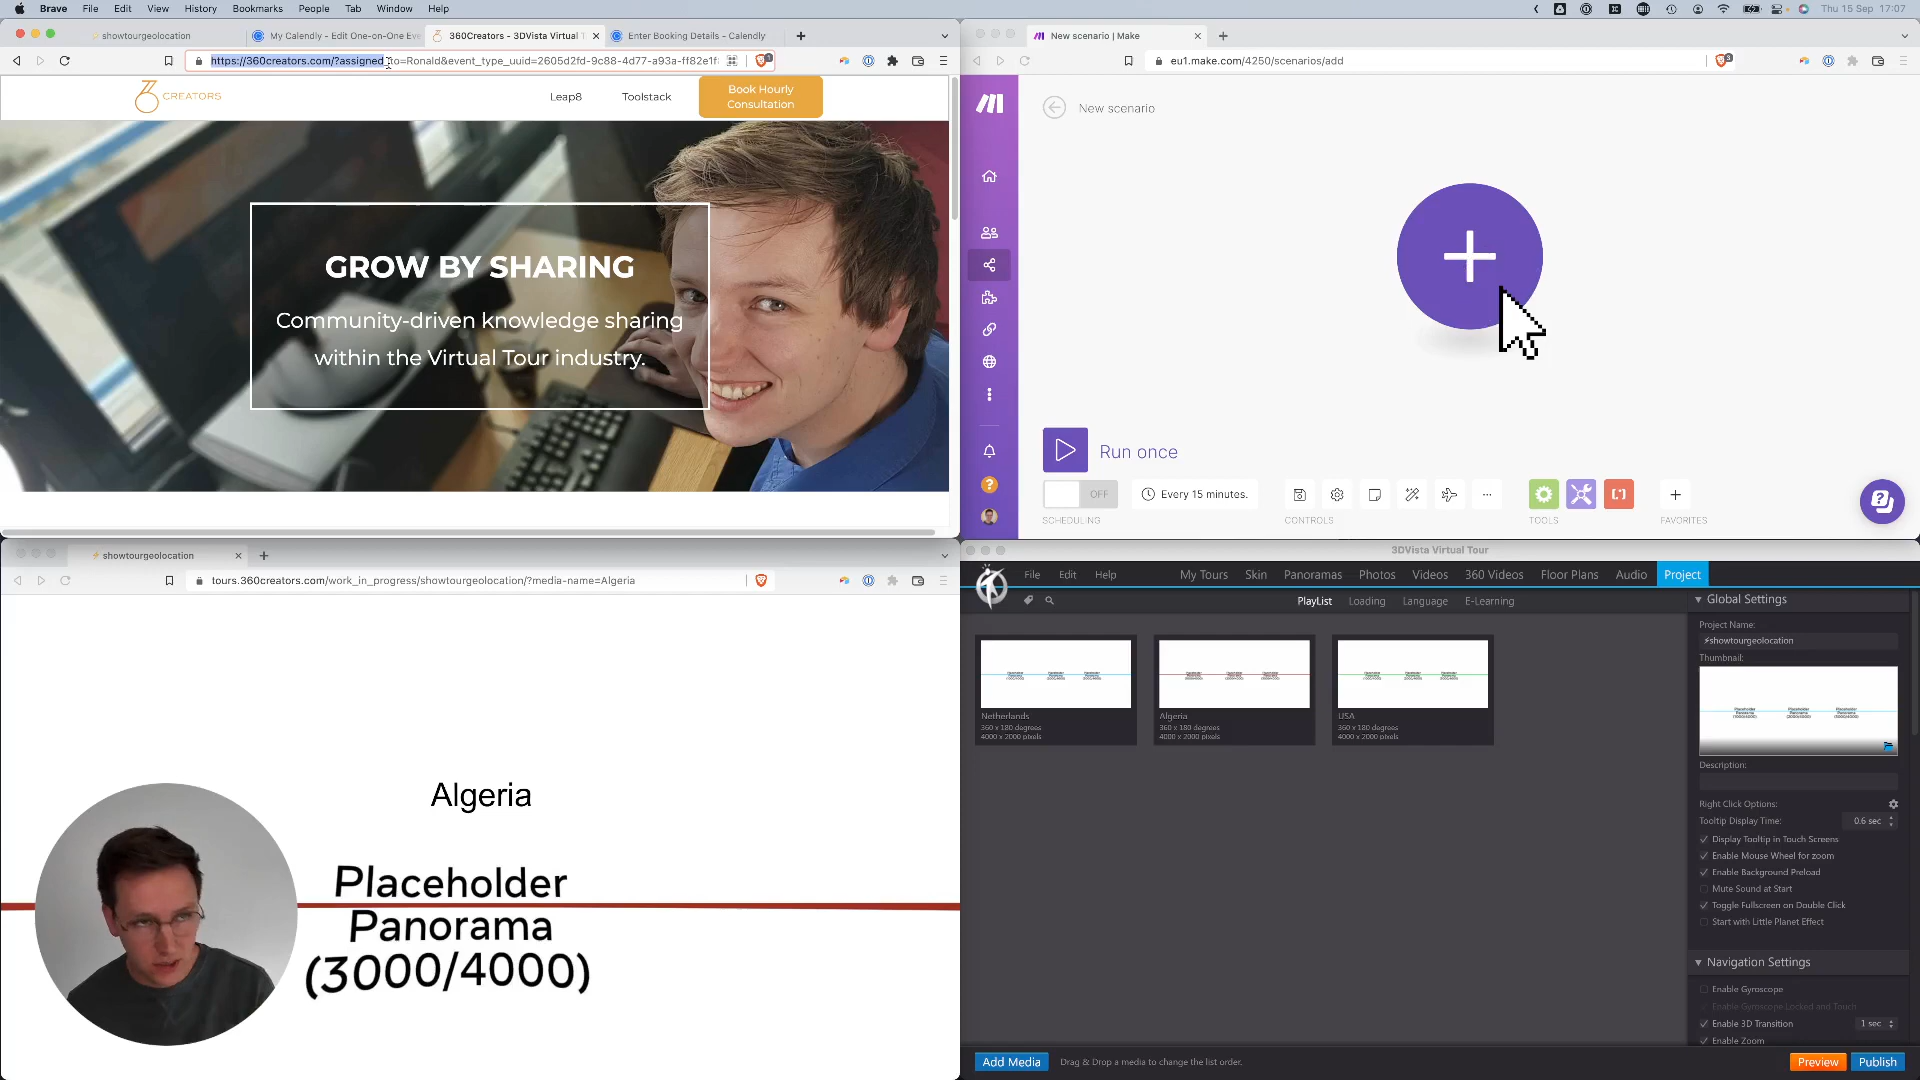 Brave File Edit View History Bookmarks People Tab Window Help
Thu 15 Sep 17:07
showtourgeolocation
My Calendly - Edit One-on-One Eve
360Creators - 3DVista Virtual T
Enter Booking Details - Calendly
https://360creators.com/?assigned_to=Ronald&event_type_uuid=2605d2fd-9c88-4d77-a93a-ff82e1f
CREATORS
Leap8
Toolstack
Book Hourly
Consultation
GROW BY SHARING
Community-driven knowledge sharing
within the Virtual Tour industry.
New scenario | Make
eu1.make.com/4250/scenarios/add
New scenario
Run once
OFF
Every 15 minutes.
SCHEDULING
CONTROLS
TOOLS
FAVORITES
showtourgeolocation
tours.360creators.com/work_in_progress/showtourgeolocation/?media-name=Algeria
Algeria
Placeholder
Panorama
(3000/4000)
3DVista Virtual Tour
File Edit Help
My Tours Skin Panoramas Photos Videos 360 Videos Floor Plans Audio Project
PlayList Loading Language E-Learning
Netherlands
360 x 180 degrees
4000 x 2000 pixels
Algeria
360 x 180 degrees
4000 x 2000 pixels
USA
360 x 180 degrees
4000 x 2000 pixels
Global Settings
Project Name:
⚡showtourgeolocation
Thumbnail:
Description:
Right Click Options:
Tooltip Display Time:
0.6 sec
Display Tooltip in Touch Screens
Enable Mouse Wheel for zoom
Enable Background Preload
Mute Sound at Start
Toggle Fullscreen on Double Click
Start with Little Planet Effect
Navigation Settings
Enable Gyroscope
Enable Gyroscope Locked and Touch
Enable 3D Transition
1 sec
Enable Zoom
Add Media
Drag & Drop a media to change the list order.
Preview
Publish